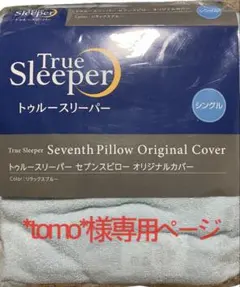 True
Sleeper
トゥルースリーパー
シングル
True Sleeper Seventh Pillow Original Cover
トゥルースリーパー セブンスピロー オリジナルカバー
Color：リラックスブルー
*tomo*様専用ページ